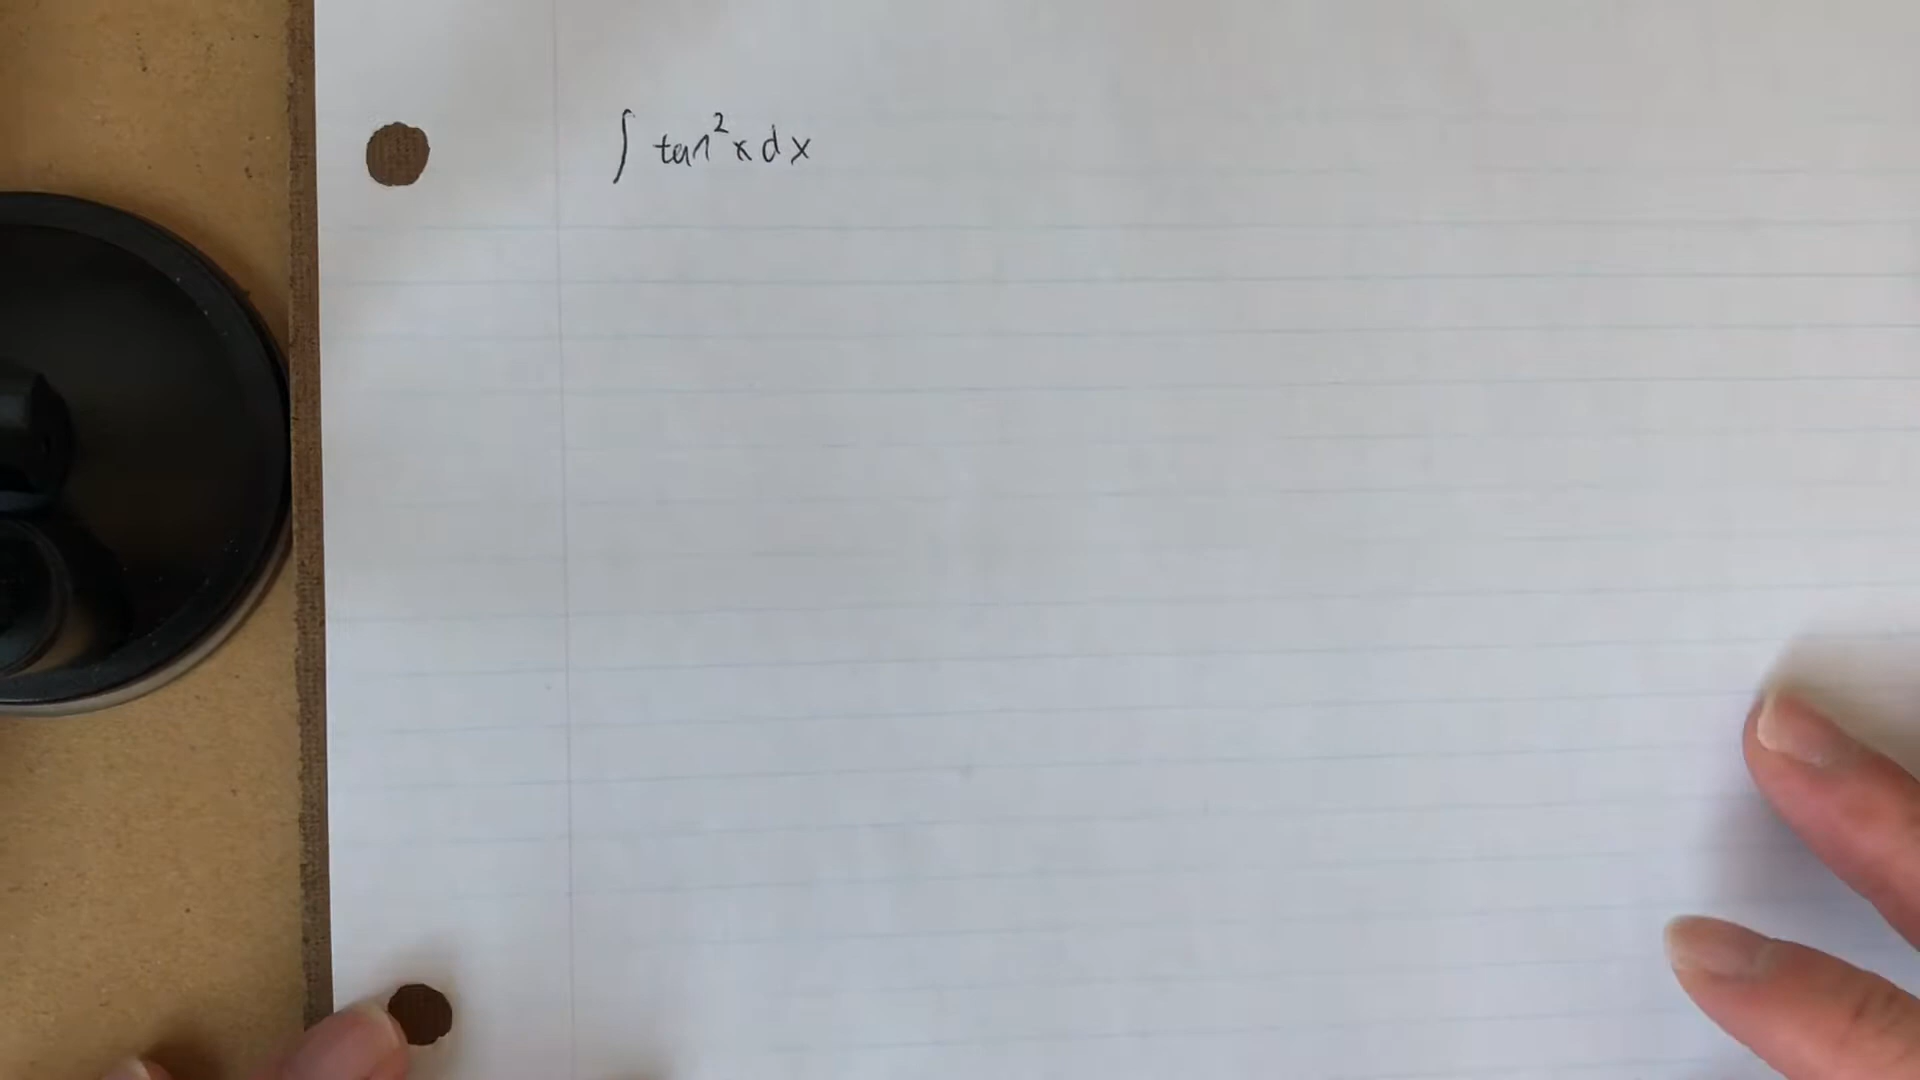 ∫ tan²x dx